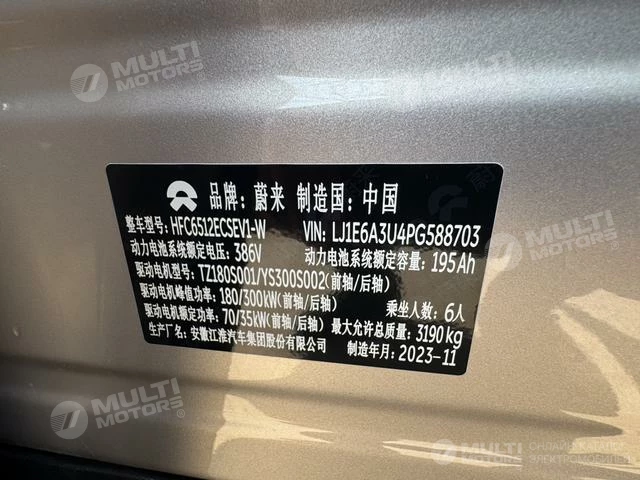 MULTI MOTORS
MULTI MOTORS
品牌: 蔚来 制造国: 中国
整车型号: HFC6512ECSEV1-W VIN: LJ1E6A3U4PG588703
动力电池系统额定电压: 386V 动力电池系统额定容量: 195Ah
驱动电机型号: TZ180S001/YS300S002(前轴/后轴)
驱动电机峰值功率: 180/300kW(前轴/后轴) 乘坐人数: 6人
驱动电机额定功率: 70/35kW(前轴/后轴) 最大允许总质量: 3190kg
生产厂名: 安徽江淮汽车集团股份有限公司 制造年月: 2023-11
MULTI MOTORS®
MULTI MOTORS
ЭЛЕКТРОМОБИЛЕЙ